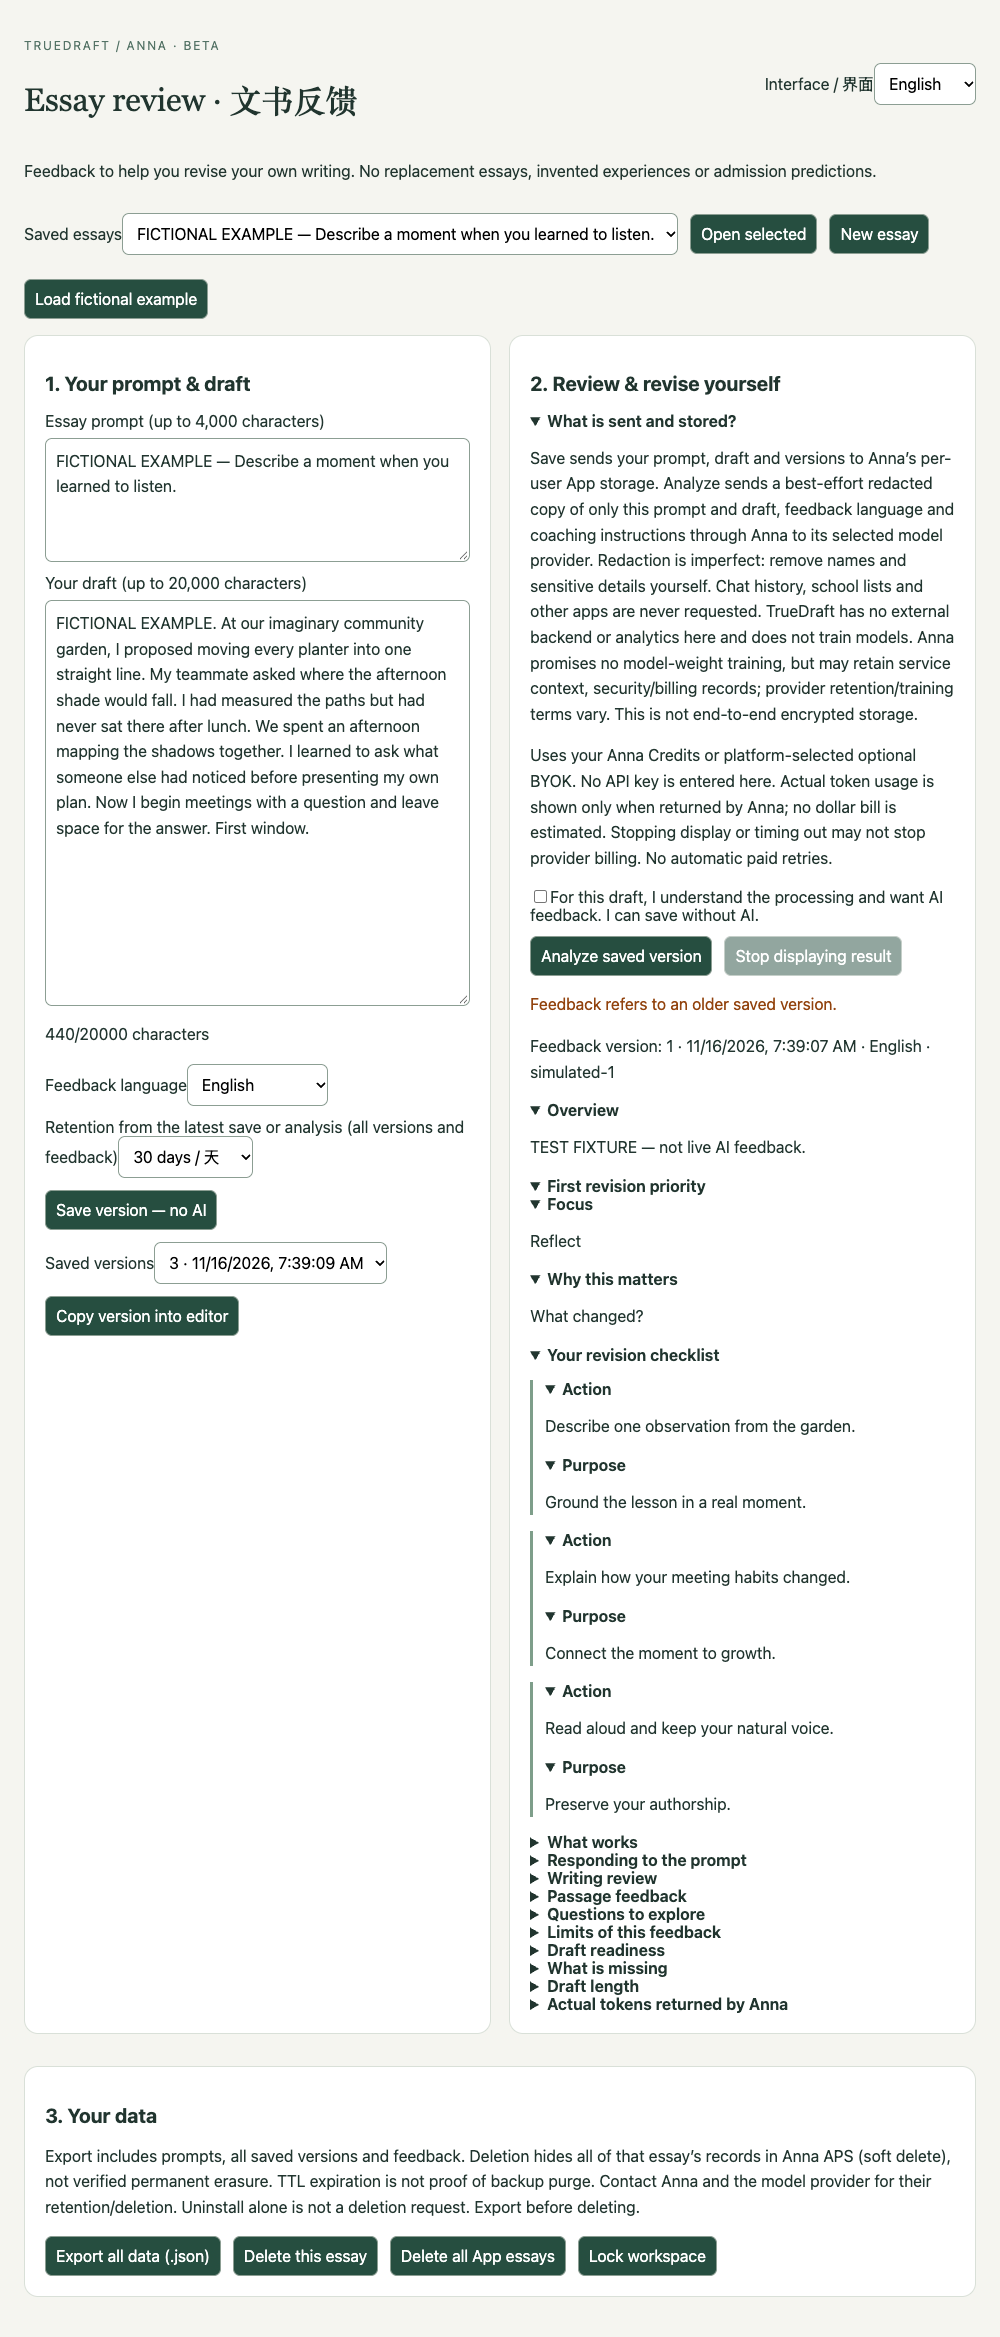 TRUEDRAFT / ANNA · BETA
Essay review · 文书反馈
Interface / 界面 English
Feedback to help you revise your own writing. No replacement essays, invented experiences or admission predictions.
Saved essays FICTIONAL EXAMPLE — Describe a moment when you learned to listen. Open selected New essay
Load fictional example
1. Your prompt & draft
Essay prompt (up to 4,000 characters)
FICTIONAL EXAMPLE — Describe a moment when you
learned to listen.
Your draft (up to 20,000 characters)
FICTIONAL EXAMPLE. At our imaginary community
garden, I proposed moving every planter into one
straight line. My teammate asked where the afternoon
shade would fall. I had measured the paths but had
never sat there after lunch. We spent an afternoon
mapping the shadows together. I learned to ask what
someone else had noticed before presenting my own
plan. Now I begin meetings with a question and leave
space for the answer. First window.
440/20000 characters
Feedback language English
Retention from the latest save or analysis (all versions and
feedback) 30 days / 天
Save version — no AI
Saved versions 3 · 11/16/2026, 7:39:09 AM
Copy version into editor
2. Review & revise yourself
What is sent and stored?
Save sends your prompt, draft and versions to Anna’s per-
user App storage. Analyze sends a best-effort redacted
copy of only this prompt and draft, feedback language and
coaching instructions through Anna to its selected model
provider. Redaction is imperfect: remove names and
sensitive details yourself. Chat history, school lists and
other apps are never requested. TrueDraft has no external
backend or analytics here and does not train models. Anna
promises no model-weight training, but may retain service
context, security/billing records; provider retention/training
terms vary. This is not end-to-end encrypted storage.
Uses your Anna Credits or platform-selected optional
BYOK. No API key is entered here. Actual token usage is
shown only when returned by Anna; no dollar bill is
estimated. Stopping display or timing out may not stop
provider billing. No automatic paid retries.
For this draft, I understand the processing and want AI
feedback. I can save without AI.
Analyze saved version Stop displaying result
Feedback refers to an older saved version.
Feedback version: 1 · 11/16/2026, 7:39:07 AM · English ·
simulated-1
Overview
TEST FIXTURE — not live AI feedback.
First revision priority
Focus
Reflect
Why this matters
What changed?
Your revision checklist
Action
Describe one observation from the garden.
Purpose
Ground the lesson in a real moment.
Action
Explain how your meeting habits changed.
Purpose
Connect the moment to growth.
Action
Read aloud and keep your natural voice.
Purpose
Preserve your authorship.
What works
Responding to the prompt
Writing review
Passage feedback
Questions to explore
Limits of this feedback
Draft readiness
What is missing
Draft length
Actual tokens returned by Anna
3. Your data
Export includes prompts, all saved versions and feedback. Deletion hides all of that essay’s records in Anna APS (soft delete),
not verified permanent erasure. TTL expiration is not proof of backup purge. Contact Anna and the model provider for their
retention/deletion. Uninstall alone is not a deletion request. Export before deleting.
Export all data (.json) Delete this essay Delete all App essays Lock workspace